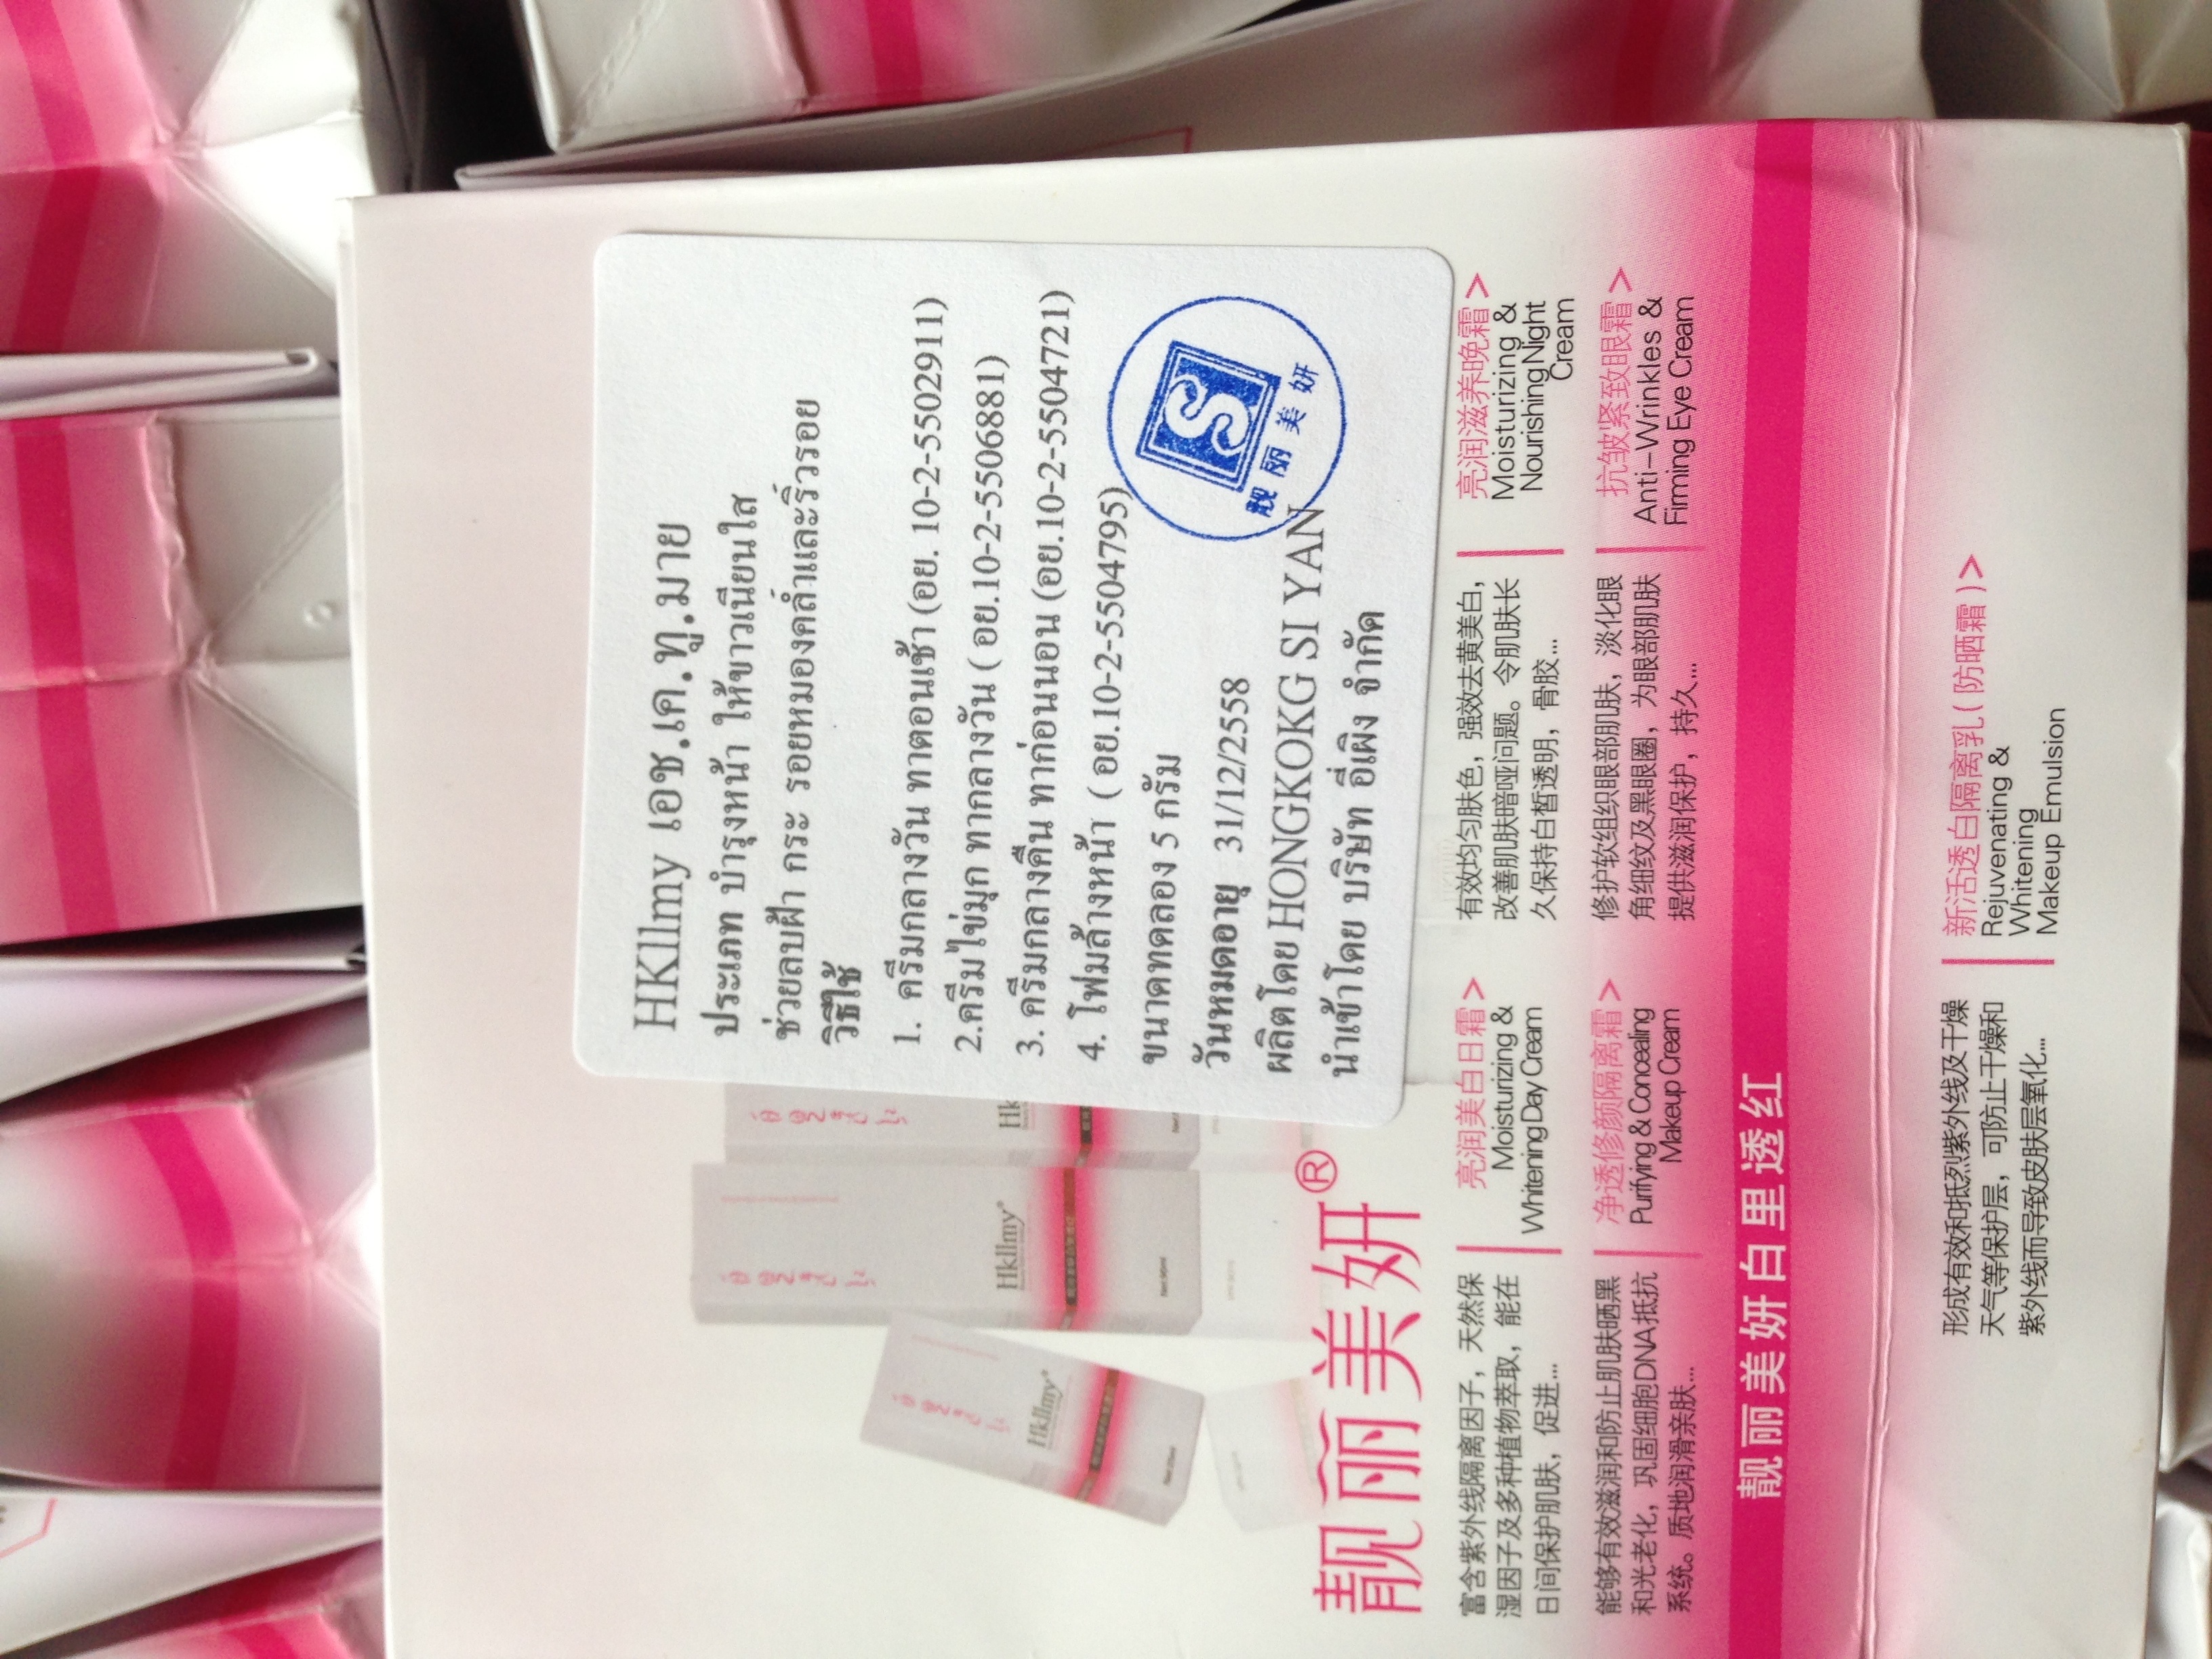 HKllmy เอช.เค.ทู.มาย
ประเภท บำรุงหน้า ให้ขาวเนียนใส
ช่วยลบฝ้า กระ รอยหมองคล้ำและริ้วรอย
วิธีใช้
1. ครีมกลางวัน ทาตอนเช้า (อย. 10-2-5502911)
2.ครีมไข่มุก ทากลางวัน ( อย.10-2-5506881)
3. ครีมกลางคืน ทาก่อนนอน (อย.10-2-5504721)
4. โฟมล้างหน้า ( อย.10-2-5504795)
ขนาดทดลอง 5 กรัม
วันหมดอายุ 31/12/2558
ผลิตโดย HONGKOKG SI YAN
นำเข้าโดย บริษัท อี่เผิง จำกัด
S
靓丽美妍
Hkllmy®
Hkllmy®
靓丽美妍®
富含紫外线隔离因子，天然保
湿因子及多种植物萃取，能在
日间保护肌肤，促进...
亮润美白日霜>
Moisturizing &
Whitening Day Cream
有效均匀肤色，强效去黄美白，
改善肌肤暗哑问题。令肌肤长
久保持白皙透明，骨胶...
亮润滋养晚霜>
Moisturizing &
Nourishing Night
Cream
能够有效滋润和防止肌肤晒黑
和光老化，巩固细胞DNA抵抗
系统。质地润滑亲肤...
净透修颜隔离霜>
Purifying & Concealing
Makeup Cream
修护软组织眼部肌肤，淡化眼
角细纹及黑眼圈，为眼部肌肤
提供滋润保护，持久...
抗皱紧致眼霜>
Anti-Wrinkles &
Firming Eye Cream
靓丽美妍白里透红
形成有效和抵烈紫外线及干燥
天气等保护层，可防止干燥和
紫外线而导致皮肤层氧化...
新活透白隔离乳(防晒霜)>
Rejuvenating &
Whitening
Makeup Emulsion